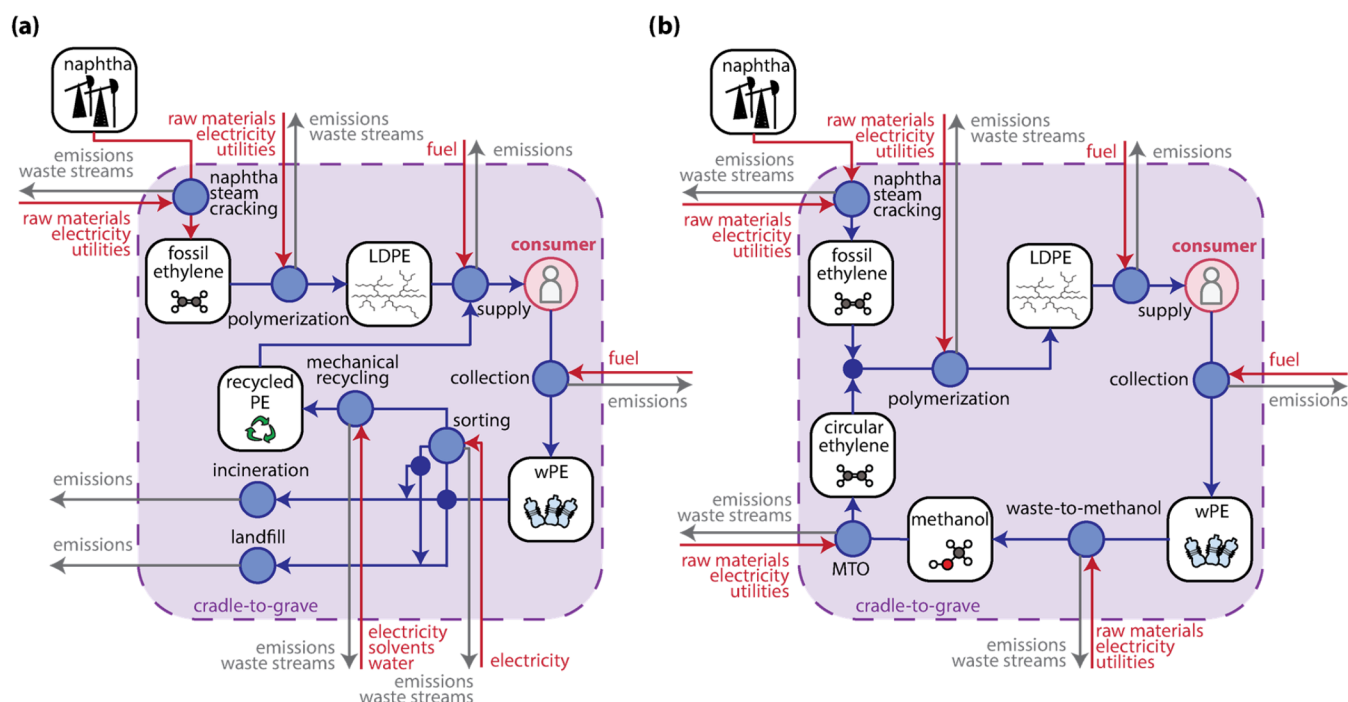 (a)
naphtha
raw materials
electricity
utilities
emissions
waste streams
fuel
emissions
emissions
waste streams
naphtha
steam
cracking
raw materials
electricity
utilities
fossil
ethylene
polymerization
LDPE
supply
consumer
mechanical
recycling
recycled
PE
collection
fuel
emissions
sorting
incineration
emissions
wPE
landfill
emissions
cradle-to-grave
emissions
waste streams
electricity
solvents
water
electricity
emissions
waste streams
(b)
naphtha
raw materials
electricity
utilities
emissions
waste streams
fuel
emissions
emissions
waste streams
naphtha
steam
cracking
raw materials
electricity
utilities
fossil
ethylene
LDPE
supply
consumer
polymerization
collection
fuel
emissions
circular
ethylene
emissions
waste streams
raw materials
electricity
utilities
MTO
methanol
waste-to-methanol
wPE
cradle-to-grave
emissions
waste streams
raw materials
electricity
utilities